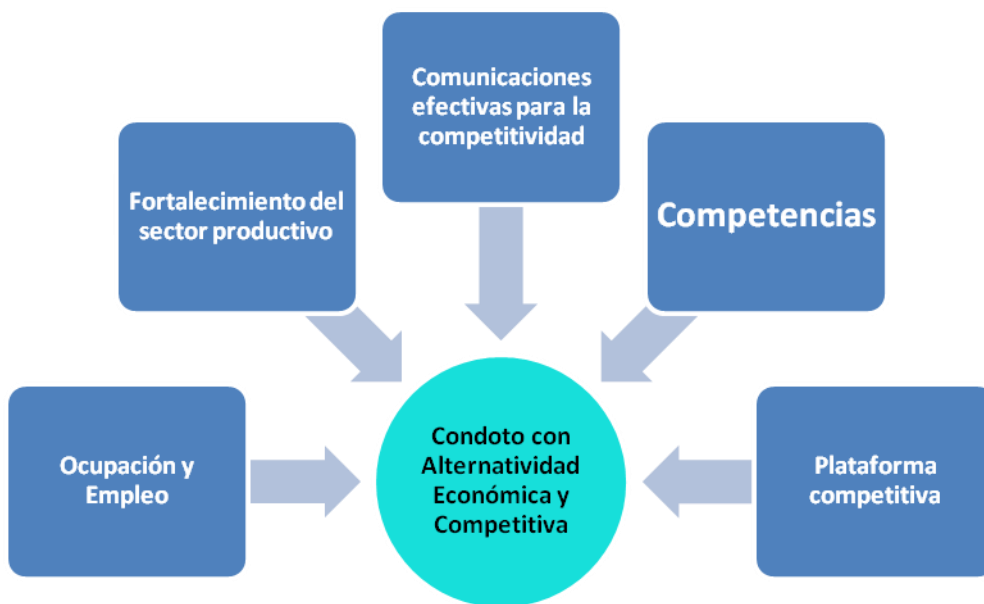 Comunicaciones
efectivas para la
competitividad
Fortalecimiento del
sector productivo
Competencias
Ocupación y
Empleo
Condoto con
Alternatividad
Económica y
Competitiva
Plataforma
competitiva